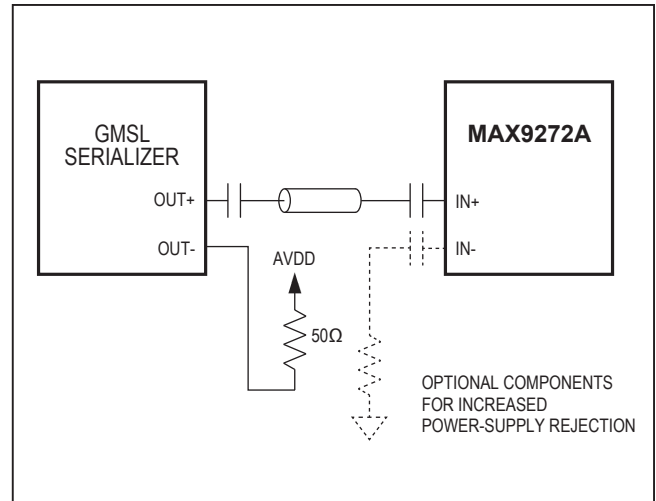 GMSL
SERIALIZER
MAX9272A
OUT+
IN+
OUT-
IN-
AVDD
50Ω
OPTIONAL COMPONENTS
FOR INCREASED
POWER-SUPPLY REJECTION